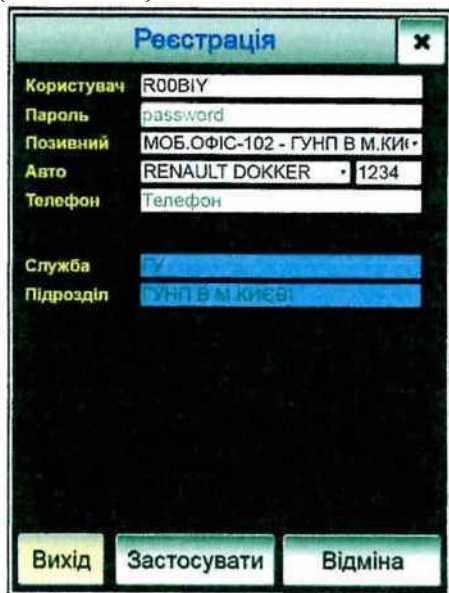 Реєстрація ×
Користувач R00BIY
Пароль password
Позивний МОБ.ОФІС-102 - ГУНП В М.КИ
Авто RENAULT DOKKER 1234
Телефон Телефон
Служба ГУ
Підрозділ ГУНП В М.КИЄВІ
Вихід Застосувати Відміна